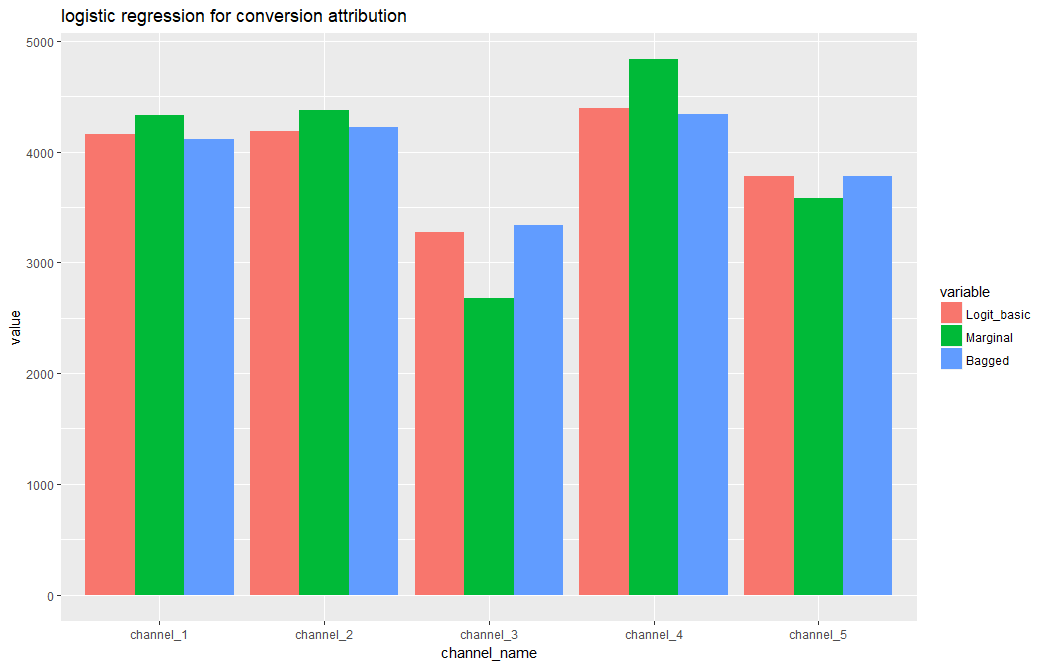 logistic regression for conversion attribution
5000
4000
3000
2000
1000
0
value
channel_1 channel_2 channel_3 channel_4 channel_5
channel_name
variable
Logit_basic
Marginal
Bagged